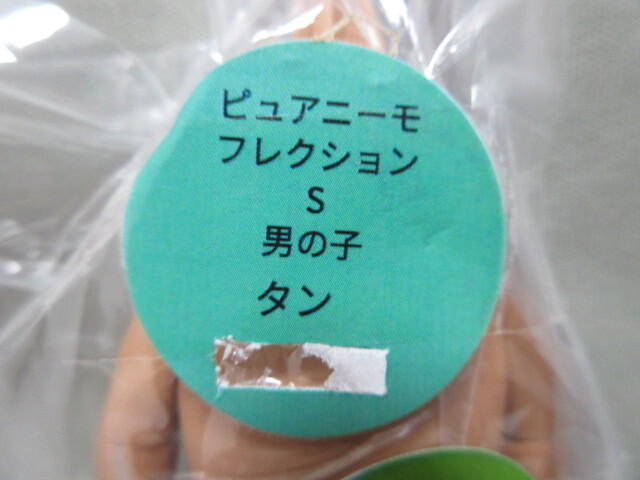 ピュアニーモ
フレクション
S
男の子
タン